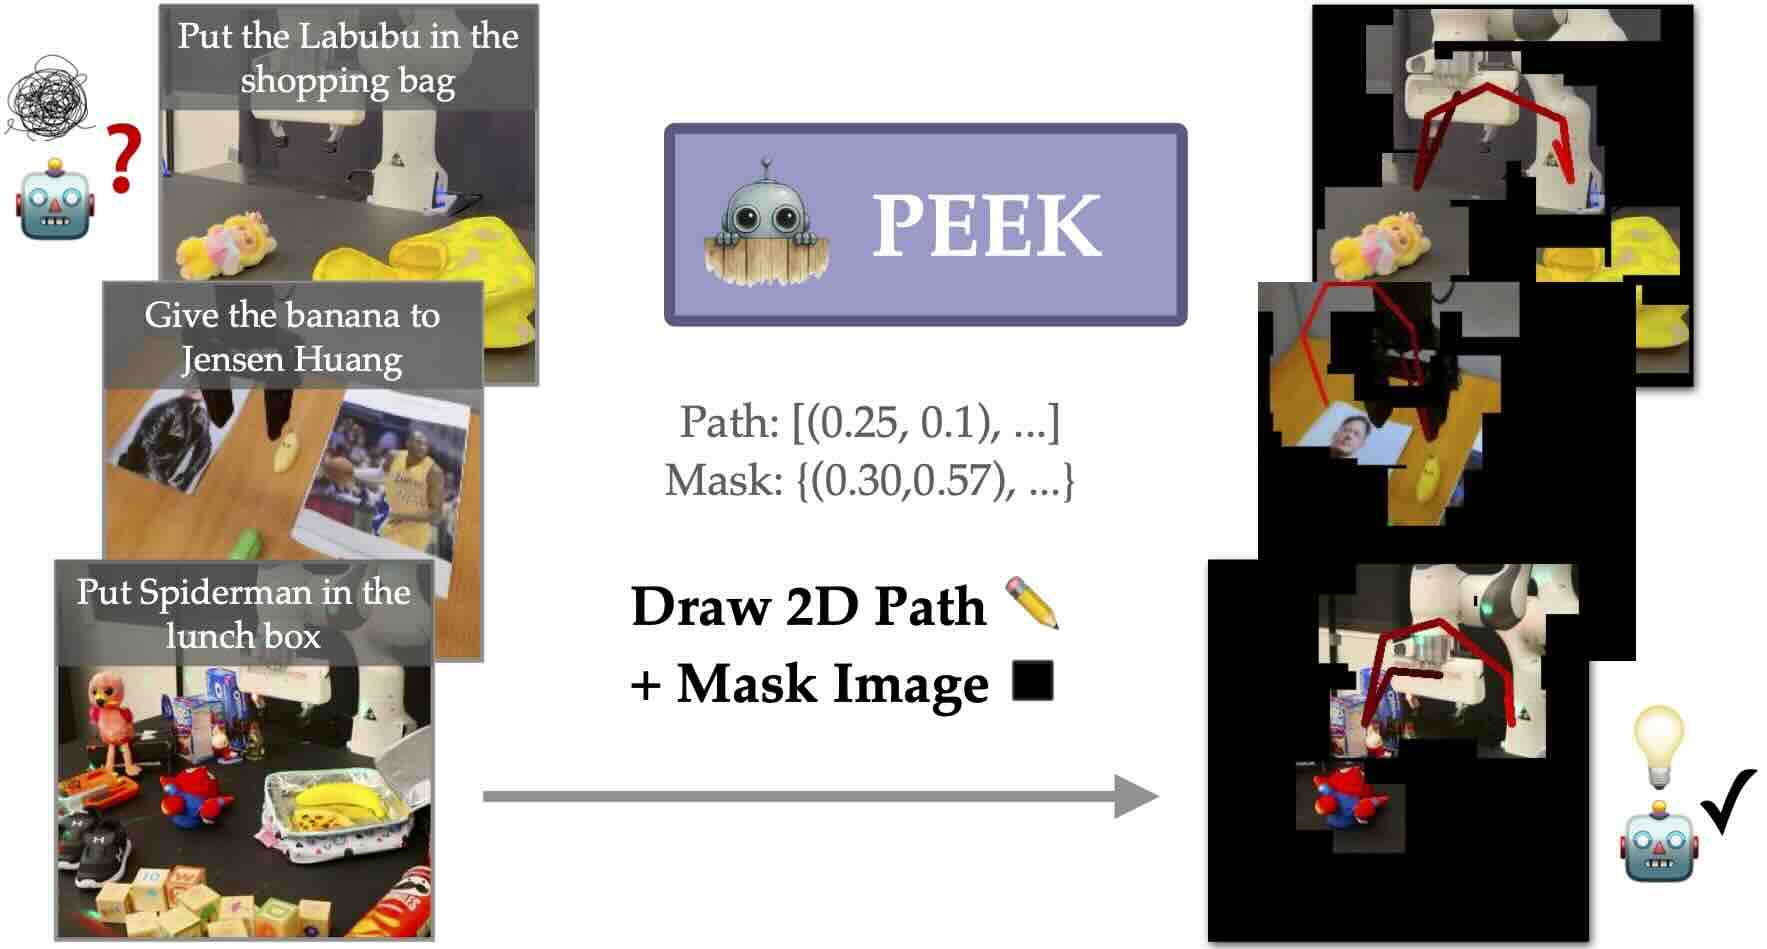 Put the Labubu in the
shopping bag
?
Give the banana to
Jensen Huang
Put Spiderman in the
lunch box
PEEK
Path: [(0.25, 0.1), ...]
Mask: {(0.30,0.57), ...}
Draw 2D Path
+ Mask Image